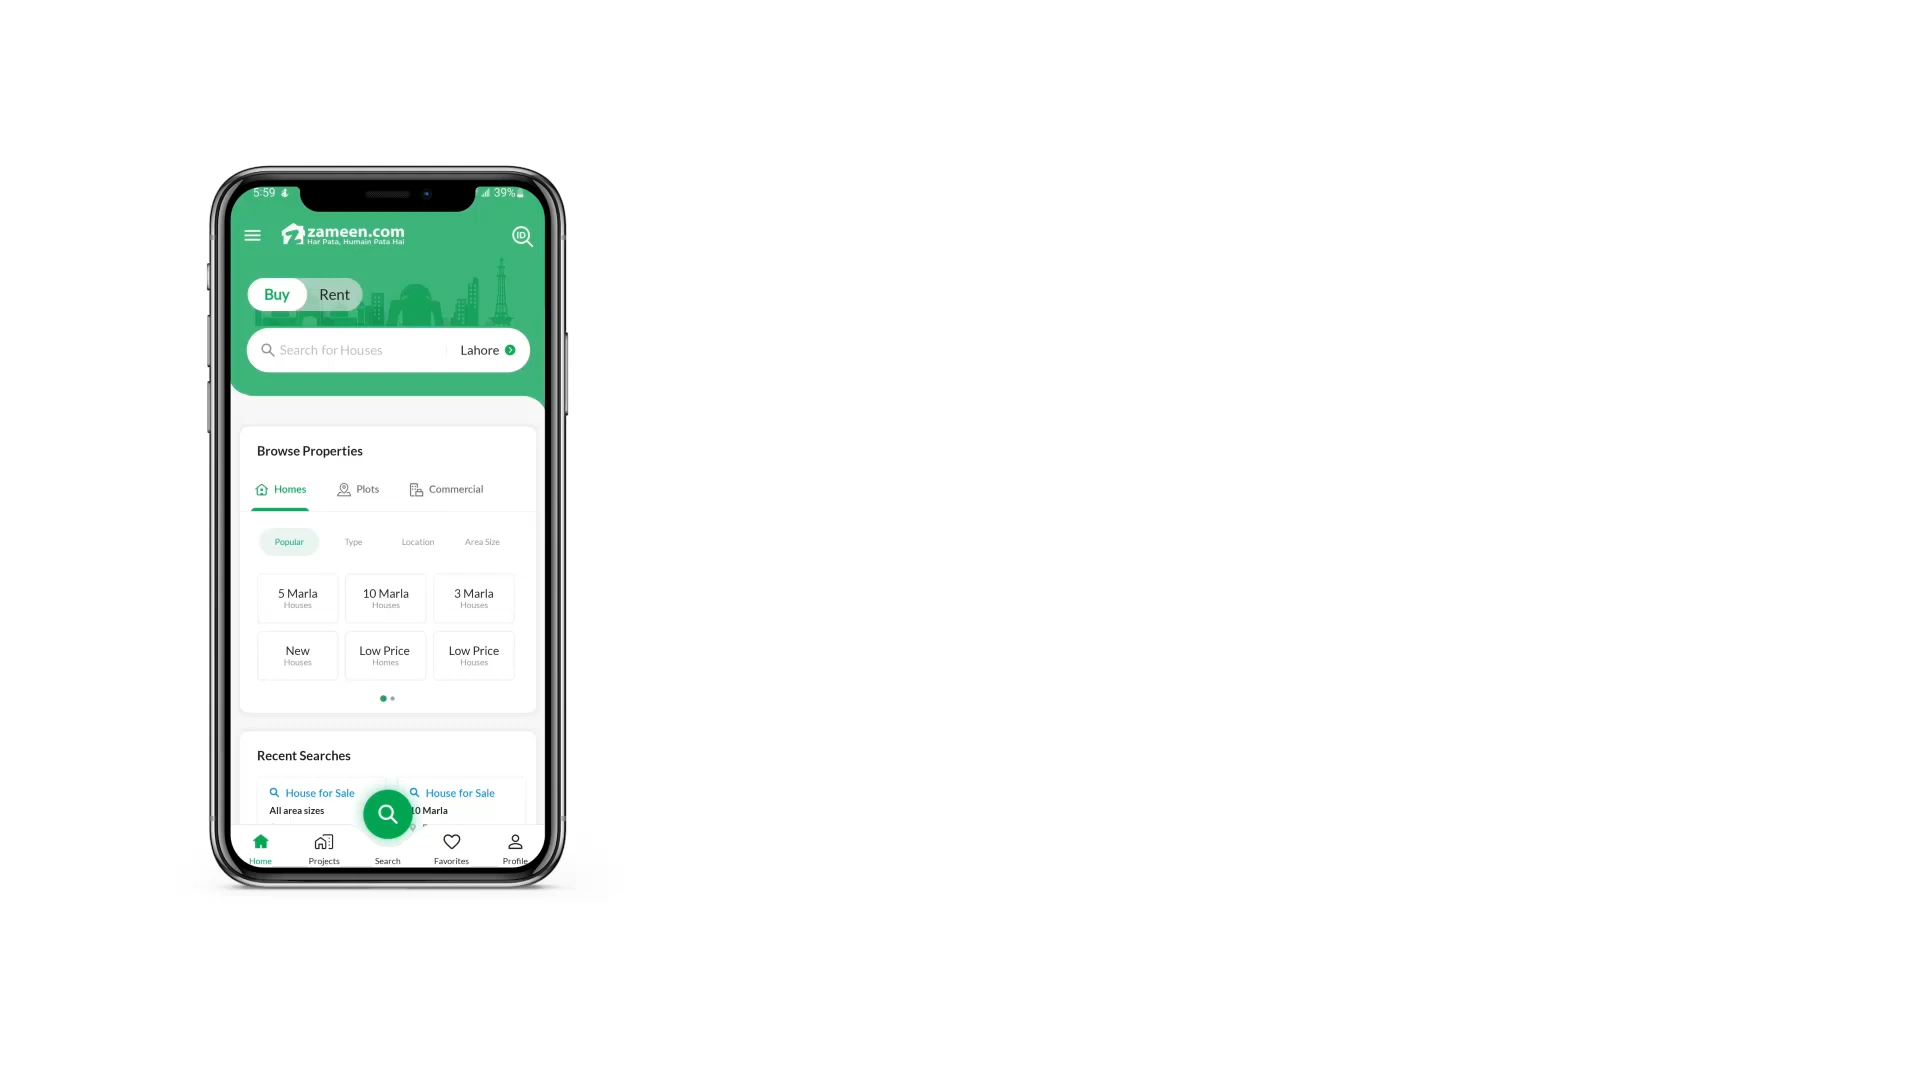 5:59
39%
zameen.com
Har Pata, Humain Pata Hai
ID
Buy
Rent
Search for Houses
Lahore
Browse Properties
Homes
Plots
Commercial
Popular
Type
Location
Area Size
5 Marla
Houses
10 Marla
Houses
3 Marla
Houses
New
Houses
Low Price
Homes
Low Price
Houses
Recent Searches
House for Sale
All area sizes
House for Sale
10 Marla
Home
Projects
Search
Favorites
Profile